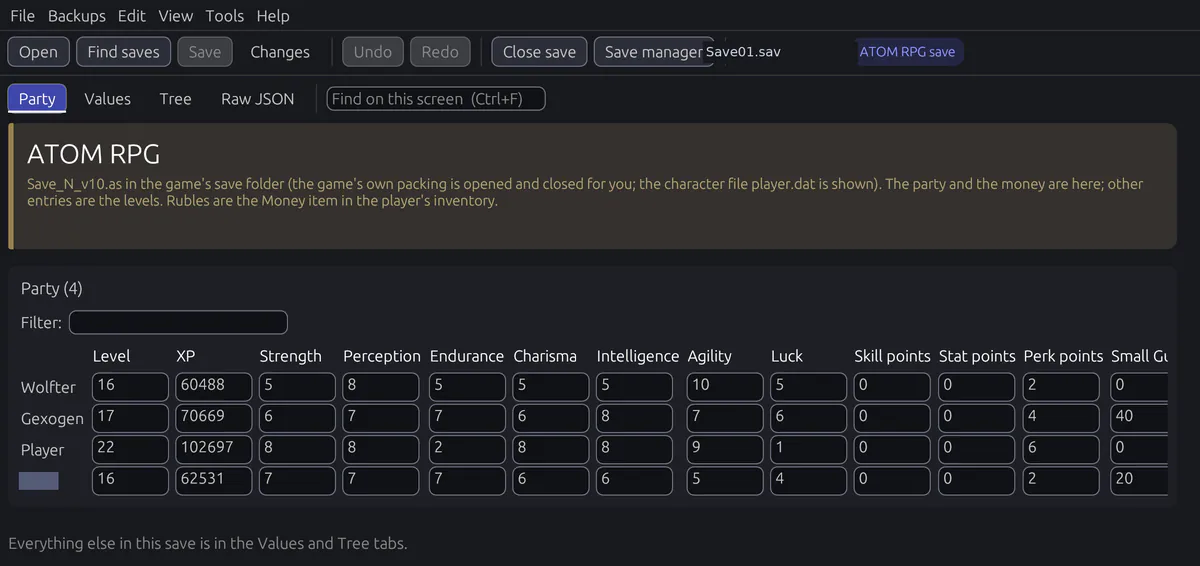 File Backups Edit View Tools Help
Open Find saves Save Changes Undo Redo Close save Save manager Save01.sav ATOM RPG save
Party Values Tree Raw JSON Find on this screen (Ctrl+F)
ATOM RPG
Save_N_v10.as in the game's save folder (the game's own packing is opened and closed for you; the character file player.dat is shown). The party and the money are here; other
entries are the levels. Rubles are the Money item in the player's inventory.
Party (4)
Filter:
Level XP Strength Perception Endurance Charisma Intelligence Agility Luck Skill points Stat points Perk points Small Gu
Wolfter 16 60488 5 8 5 5 5 10 5 0 0 2 0
Gexogen 17 70669 6 7 7 6 8 7 6 0 0 4 40
Player 22 102697 8 8 2 8 8 9 1 0 0 6 0
16 62531 7 7 7 6 6 5 4 0 0 2 20
Everything else in this save is in the Values and Tree tabs.